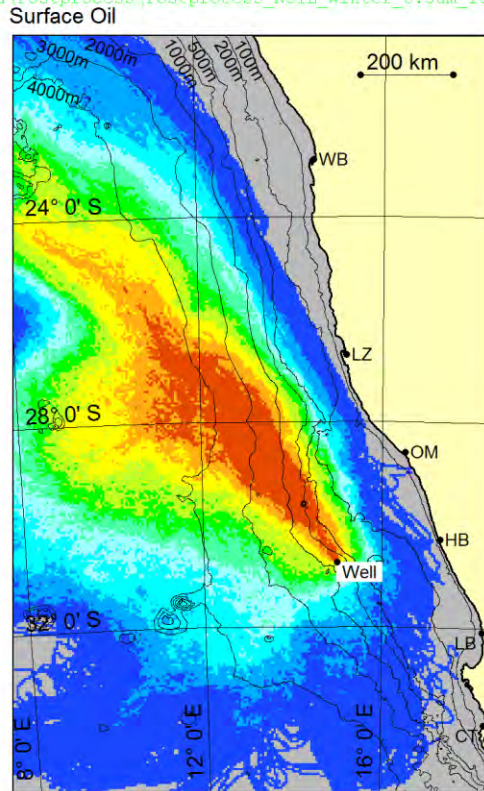 Surface Oil
3000m
2000m
1000m
500m
200m
100m
4000m
200 km
WB
24° 0' S
LZ
28° 0' S
OM
HB
Well
32° 0' S
LB
8° 0' E
12° 0' E
16° 0' E
CT